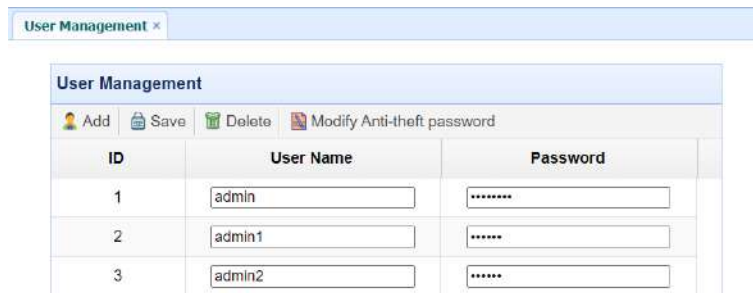 User Management ×
User Management
Add Save Delete Modify Anti-theft password
ID User Name Password
1 admin ••••••••
2 admin1 ••••••
3 admin2 ••••••